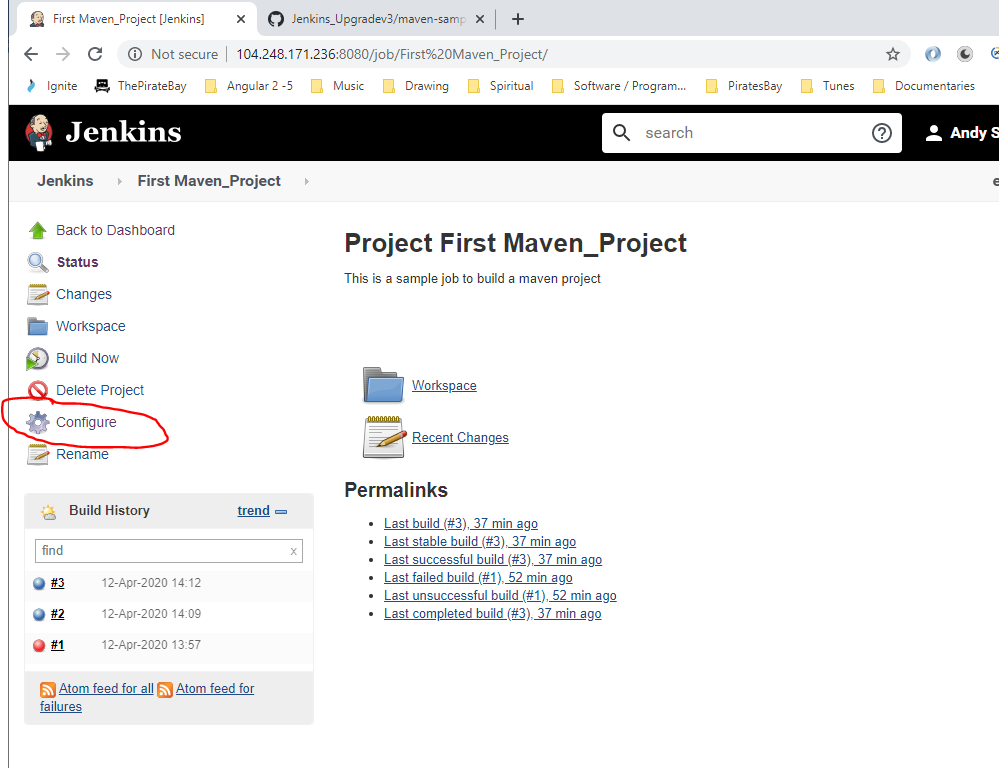 First Maven_Project [Jenkins]
Jenkins_Upgradev3/maven-samp
Not secure
104.248.171.236:8080/job/First%20Maven_Project/
Ignite
ThePirateBay
Angular 2 -5
Music
Drawing
Spiritual
Software / Program...
PiratesBay
Tunes
Documentaries
Jenkins
search
Andy S
Jenkins
First Maven_Project
e
Back to Dashboard
Status
Changes
Workspace
Build Now
Delete Project
Configure
Rename
Build History
trend
find
x
#3 12-Apr-2020 14:12
#2 12-Apr-2020 14:09
#1 12-Apr-2020 13:57
Atom feed for all Atom feed for
failures
Project First Maven_Project
This is a sample job to build a maven project
Workspace
Recent Changes
Permalinks
Last build (#3), 37 min ago
Last stable build (#3), 37 min ago
Last successful build (#3), 37 min ago
Last failed build (#1), 52 min ago
Last unsuccessful build (#1), 52 min ago
Last completed build (#3), 37 min ago